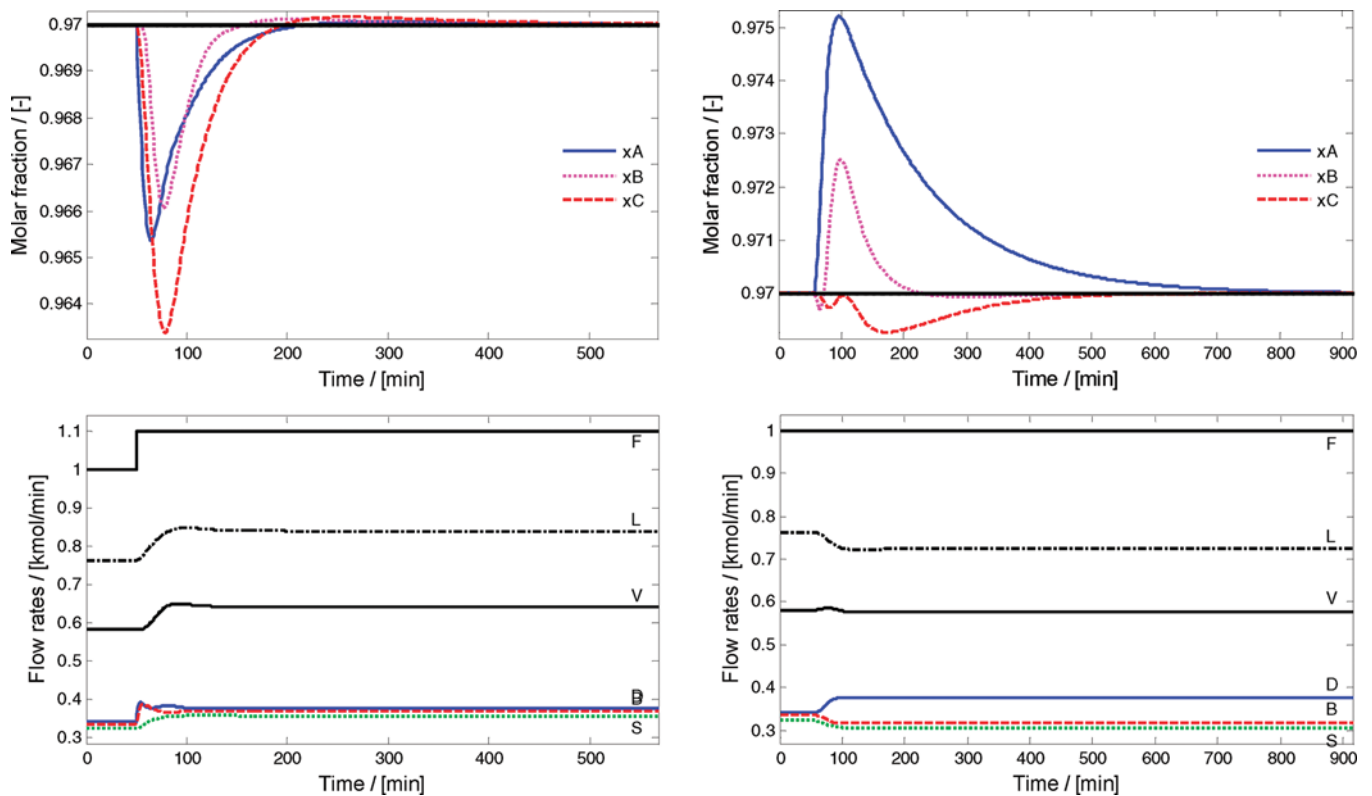 0.97
0.969
0.968
0.967
0.966
0.965
0.964
Molar fraction / [-]
xA
xB
xC
0 100 200 300 400 500
Time / [min]
0.975
0.974
0.973
0.972
0.971
0.97
Molar fraction / [-]
xA
xB
xC
0 100 200 300 400 500 600 700 800 900
Time / [min]
1.1
1
0.9
0.8
0.7
0.6
0.5
0.4
0.3
Flow rates / [kmol/min]
F
L
V
D
B
S
0 100 200 300 400 500
Time / [min]
1
0.9
0.8
0.7
0.6
0.5
0.4
0.3
Flow rates / [kmol/min]
F
L
V
D
B
S
0 100 200 300 400 500 600 700 800 900
Time / [min]